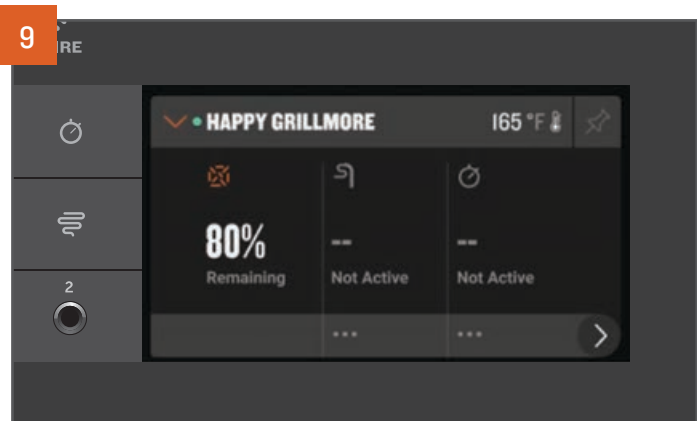 9
RE
HAPPY GRILLMORE 165 °F
80% -- --
Remaining Not Active Not Active
2